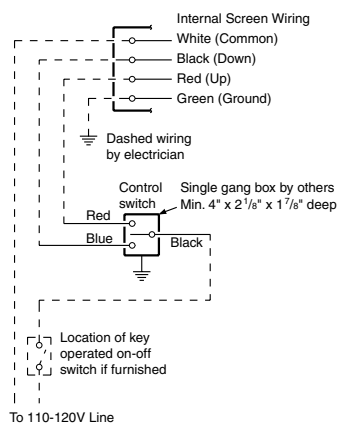 Internal Screen Wiring
White (Common)
Black (Down)
Red (Up)
Green (Ground)
Dashed wiring
by electrician
Control
switch
Single gang box by others
Min. 4" x 2 1/8" x 1 7/8" deep
Red
Blue
Black
Location of key
operated on-off
switch if furnished
To 110-120V Line